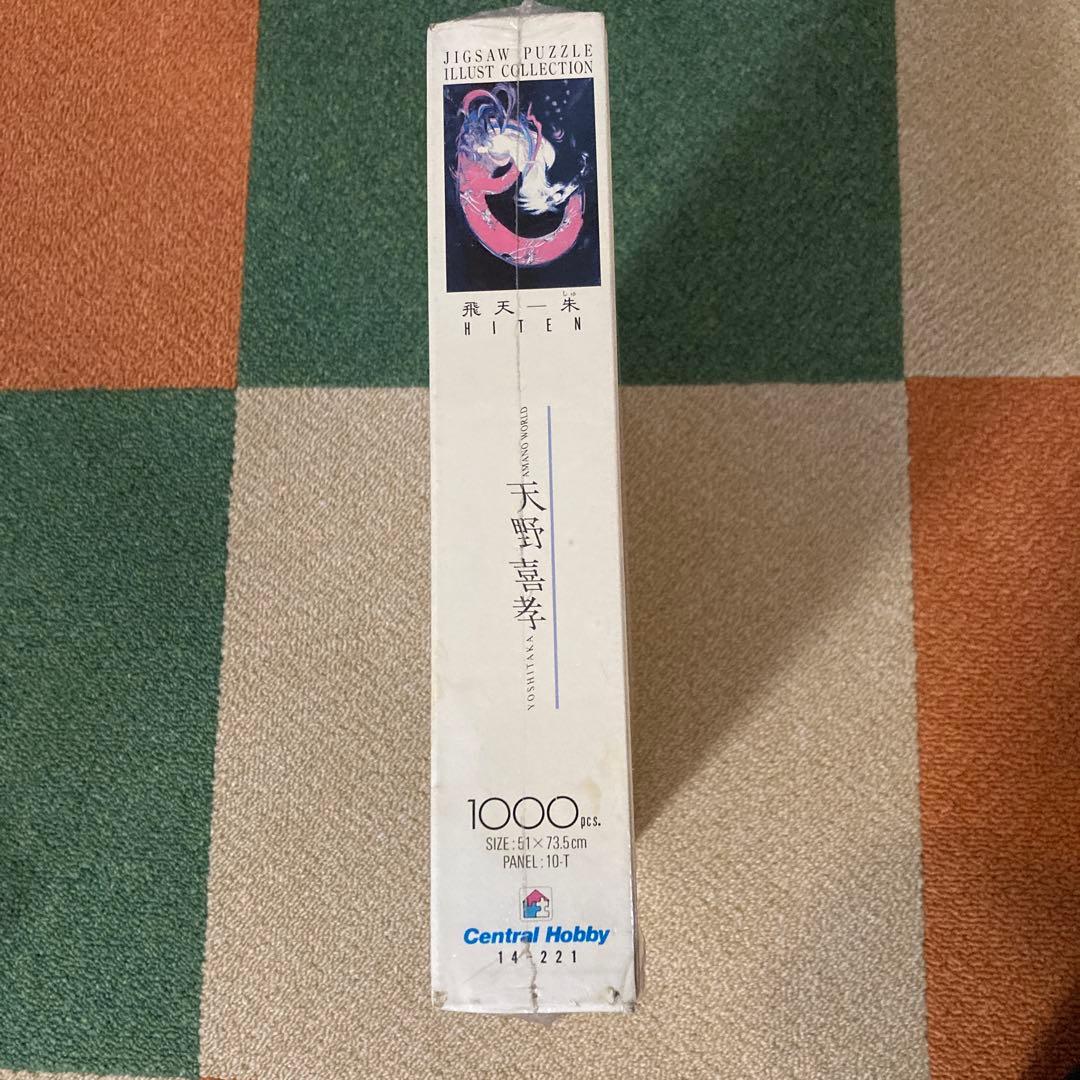 JIGSAW PUZZLE
ILLUST COLLECTION
しゅ
飛天―朱
HITEN
YOSHITAKA AMANO WORLD
天野喜孝
1000pcs.
SIZE:51×73.5cm
PANEL:10-T
Central Hobby
14-221